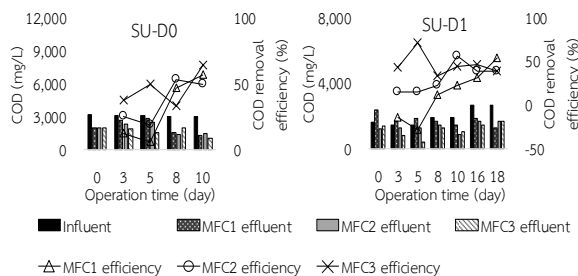 SU-D0
SU-D1
12,000
9,000
6,000
3,000
0
COD
(mg/L)
100
50
0
COD removal
efficiency (%)
0 3 5 8 10
Operation time (day)
8,000
4,000
0
COD
(mg/L)
100
50
0
-50
COD removal
efficiency (%)
0 3 5 8 10 16 18
Operation time (day)
Influent MFC1 effluent MFC2 effluent MFC3 effluent
MFC1 efficiency MFC2 efficiency MFC3 efficiency